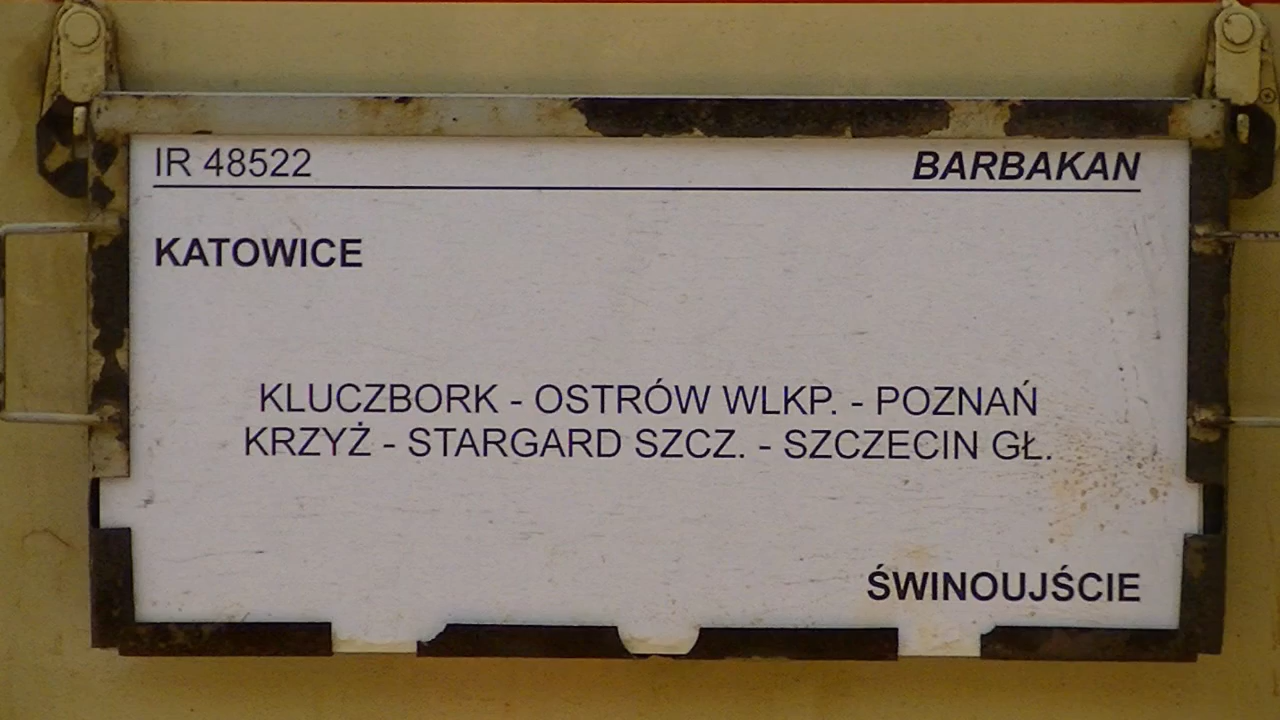 IR 48522 BARBAKAN
KATOWICE
KLUCZBORK - OSTRÓW WLKP. - POZNAŃ
KRZYŻ - STARGARD SZCZ. - SZCZECIN GŁ.
ŚWINOUJŚCIE